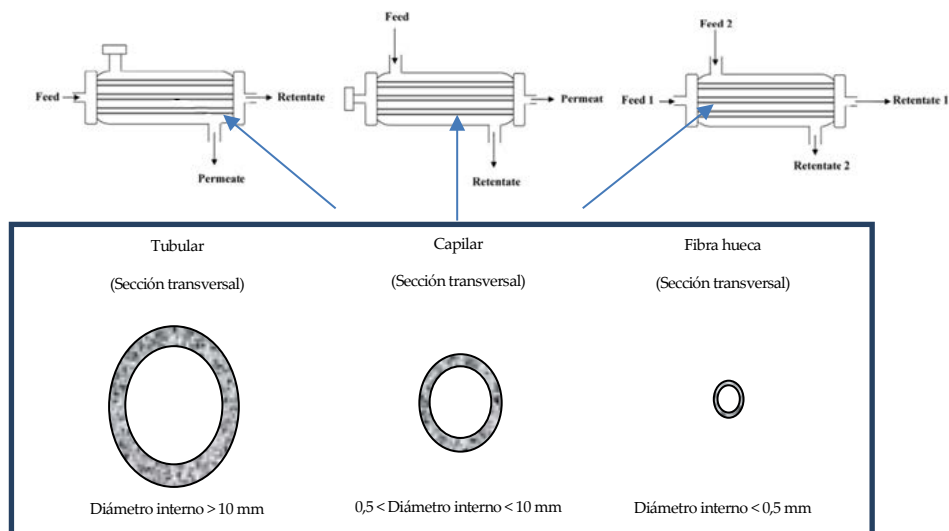 Feed
Retentate
Permeate
Feed
Permeat
Retentate
Feed 2
Feed 1
Retentate 1
Retentate 2
Tubular
(Sección transversal)
Capilar
(Sección transversal)
Fibra hueca
(Sección transversal)
Diámetro interno > 10 mm
0,5 < Diámetro interno < 10 mm
Diámetro interno < 0,5 mm